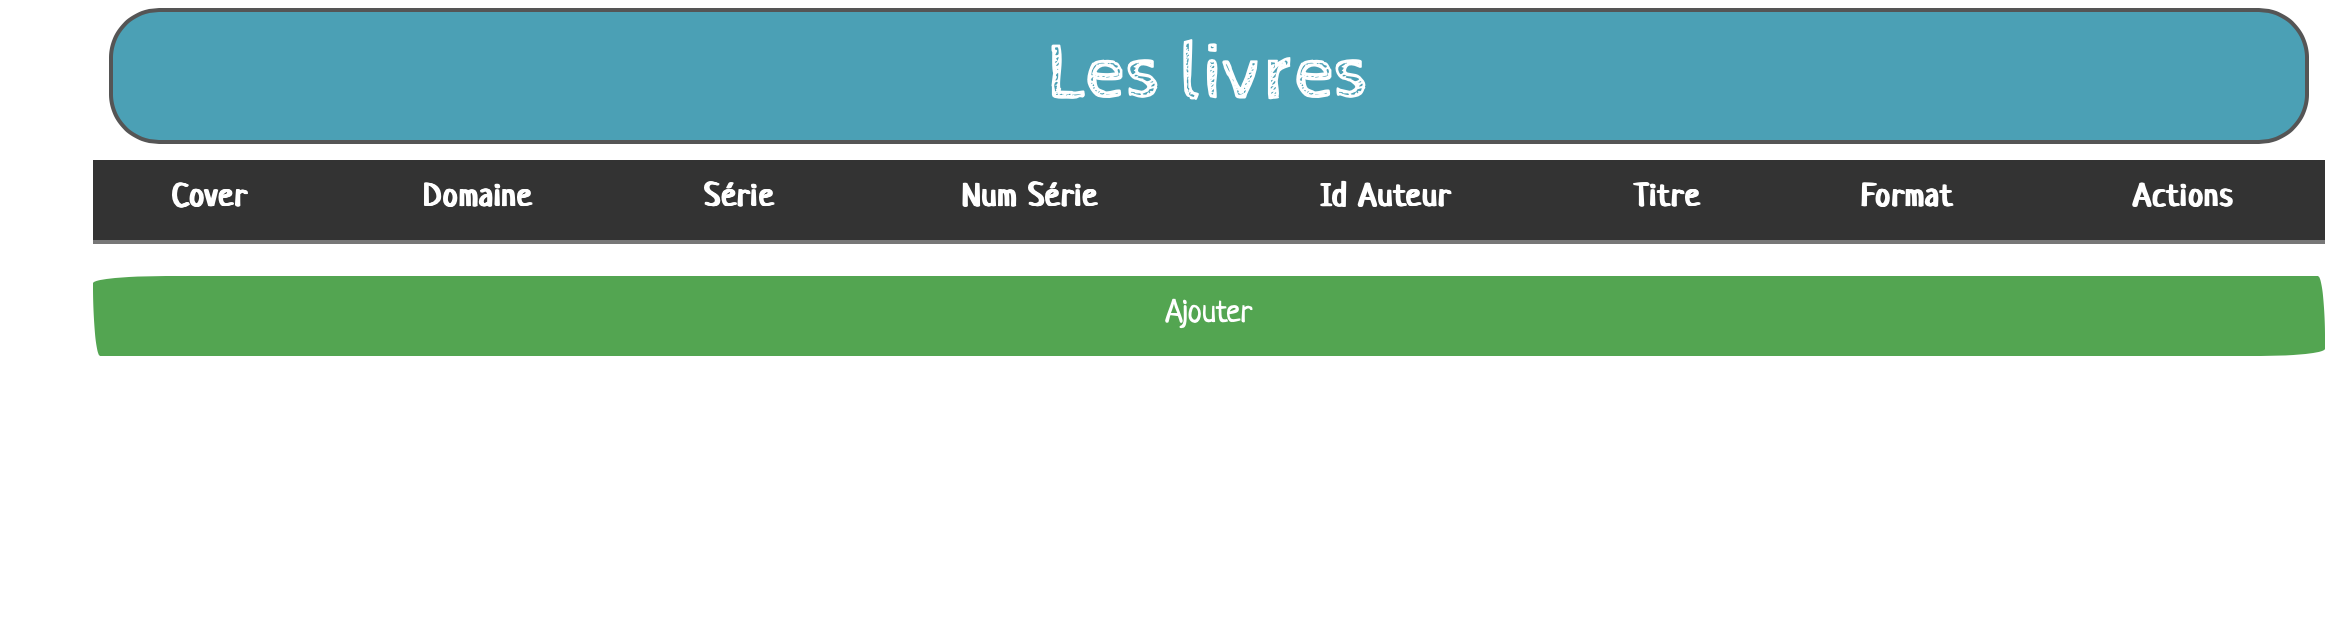 Les livres
Cover Domaine Série Num Série Id Auteur Titre Format Actions
Ajouter